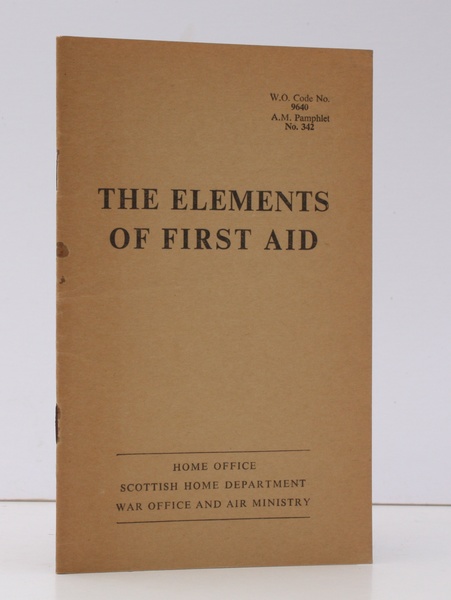 W.O. Code No.
9640
A.M. Pamphlet
No. 342
THE ELEMENTS
OF FIRST AID
HOME OFFICE
SCOTTISH HOME DEPARTMENT
WAR OFFICE AND AIR MINISTRY